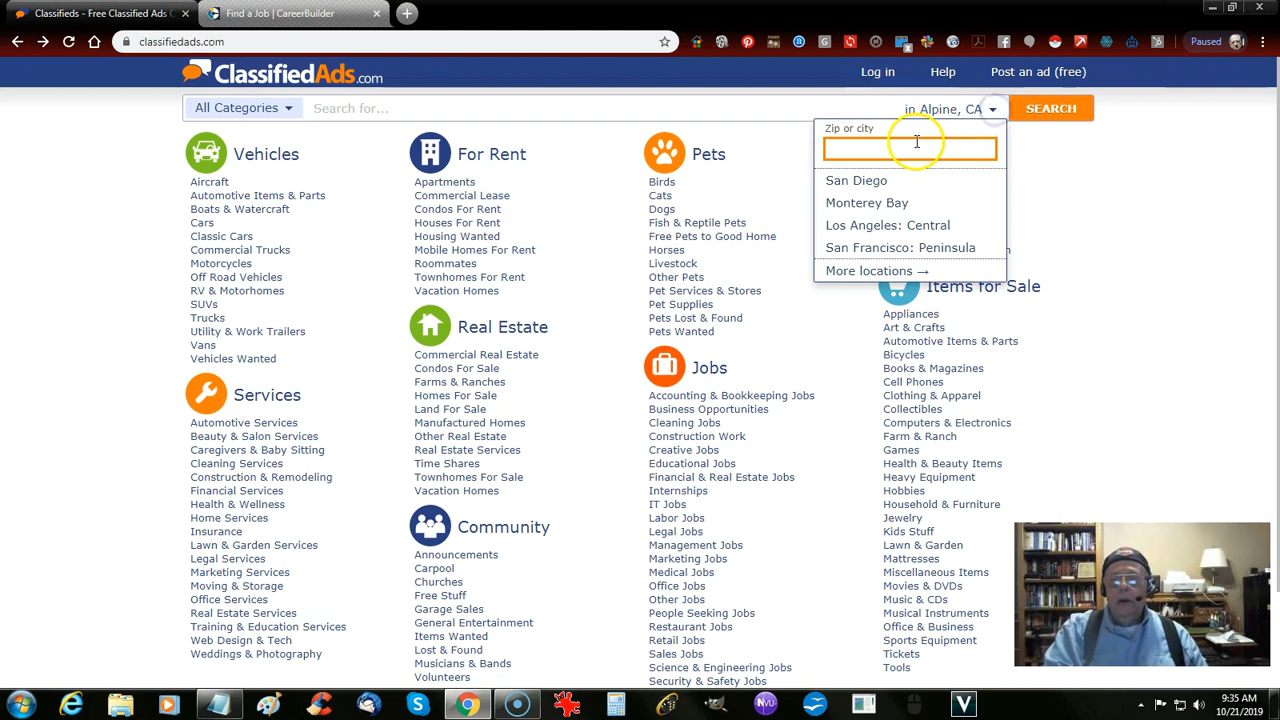 Classifieds - Free Classified Ads
Find a Job | CareerBuilder
classifiedads.com
Paused
ClassifiedAds.com
Log in
Help
Post an ad (free)
All Categories
Search for...
in Alpine, CA
SEARCH
Zip or city
San Diego
Monterey Bay
Los Angeles: Central
San Francisco: Peninsula
More locations →
Vehicles
Aircraft
Automotive Items & Parts
Boats & Watercraft
Cars
Classic Cars
Commercial Trucks
Motorcycles
Off Road Vehicles
RV & Motorhomes
SUVs
Trucks
Utility & Work Trailers
Vans
Vehicles Wanted
Services
Automotive Services
Beauty & Salon Services
Caregivers & Baby Sitting
Cleaning Services
Construction & Remodeling
Financial Services
Health & Wellness
Home Services
Insurance
Lawn & Garden Services
Legal Services
Marketing Services
Moving & Storage
Office Services
Real Estate Services
Training & Education Services
Web Design & Tech
Weddings & Photography
For Rent
Apartments
Commercial Lease
Condos For Rent
Houses For Rent
Housing Wanted
Mobile Homes For Rent
Roommates
Townhomes For Rent
Vacation Homes
Real Estate
Commercial Real Estate
Condos For Sale
Farms & Ranches
Homes For Sale
Land For Sale
Manufactured Homes
Other Real Estate
Real Estate Services
Time Shares
Townhomes For Sale
Vacation Homes
Community
Announcements
Carpool
Churches
Free Stuff
Garage Sales
General Entertainment
Items Wanted
Lost & Found
Musicians & Bands
Volunteers
Pets
Birds
Cats
Dogs
Fish & Reptile Pets
Free Pets to Good Home
Horses
Livestock
Other Pets
Pet Services & Stores
Pet Supplies
Pets Lost & Found
Pets Wanted
Jobs
Accounting & Bookkeeping Jobs
Business Opportunities
Cleaning Jobs
Construction Work
Creative Jobs
Educational Jobs
Financial & Real Estate Jobs
Internships
IT Jobs
Labor Jobs
Legal Jobs
Management Jobs
Marketing Jobs
Medical Jobs
Office Jobs
Other Jobs
People Seeking Jobs
Restaurant Jobs
Retail Jobs
Sales Jobs
Science & Engineering Jobs
Security & Safety Jobs
Items for Sale
Appliances
Art & Crafts
Automotive Items & Parts
Bicycles
Books & Magazines
Cell Phones
Clothing & Apparel
Collectibles
Computers & Electronics
Farm & Ranch
Games
Health & Beauty Items
Heavy Equipment
Hobbies
Household & Furniture
Jewelry
Kids Stuff
Lawn & Garden
Mattresses
Miscellaneous Items
Movies & DVDs
Music & CDs
Musical Instruments
Office & Business
Sports Equipment
Tickets
Tools
9:35 AM
10/21/2019